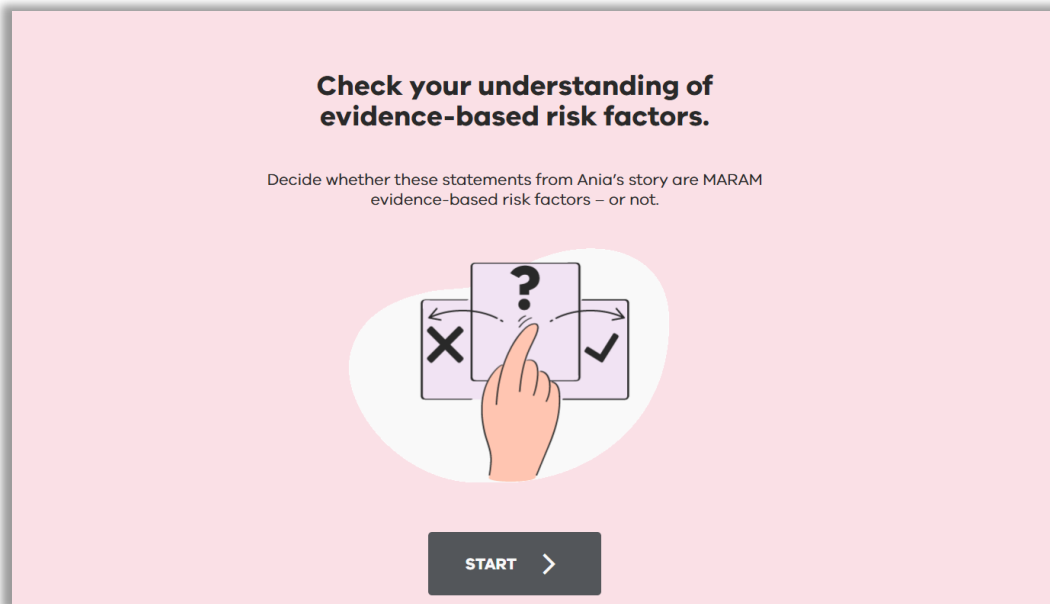 Check your understanding of
evidence-based risk factors.
Decide whether these statements from Ania's story are MARAM
evidence-based risk factors – or not.
?
START